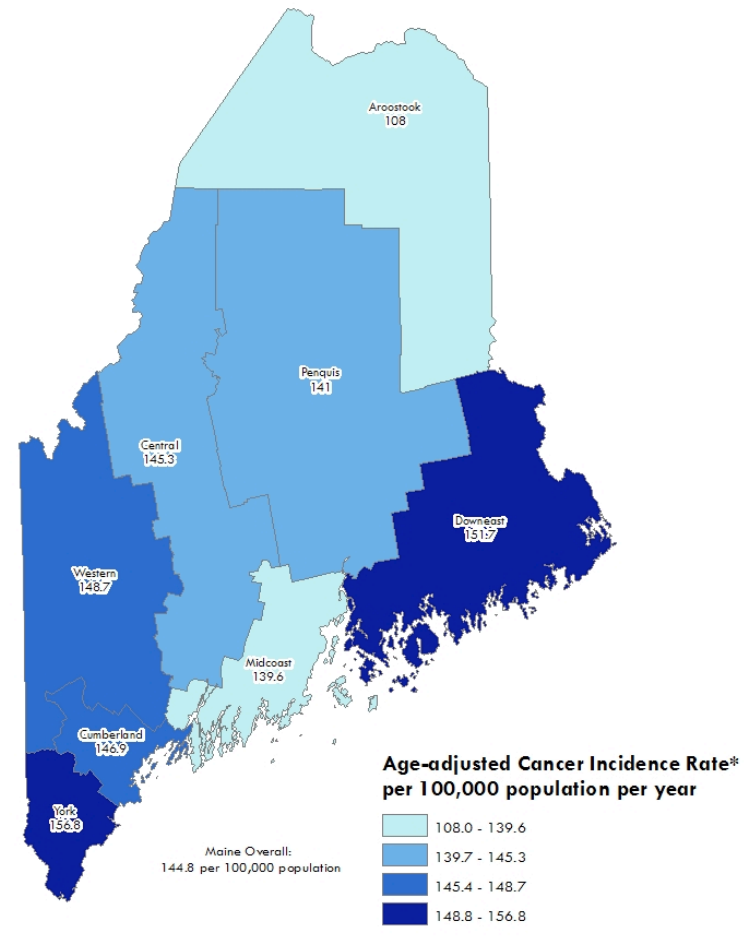 Aroostook
108
Penquis
141
Central
145.3
Downeast
151.7
Western
148.7
Midcoast
139.6
Cumberland
146.9
York
156.8
Maine Overall:
144.8 per 100,000 population
Age-adjusted Cancer Incidence Rate*
per 100,000 population per year
108.0 - 139.6
139.7 - 145.3
145.4 - 148.7
148.8 - 156.8